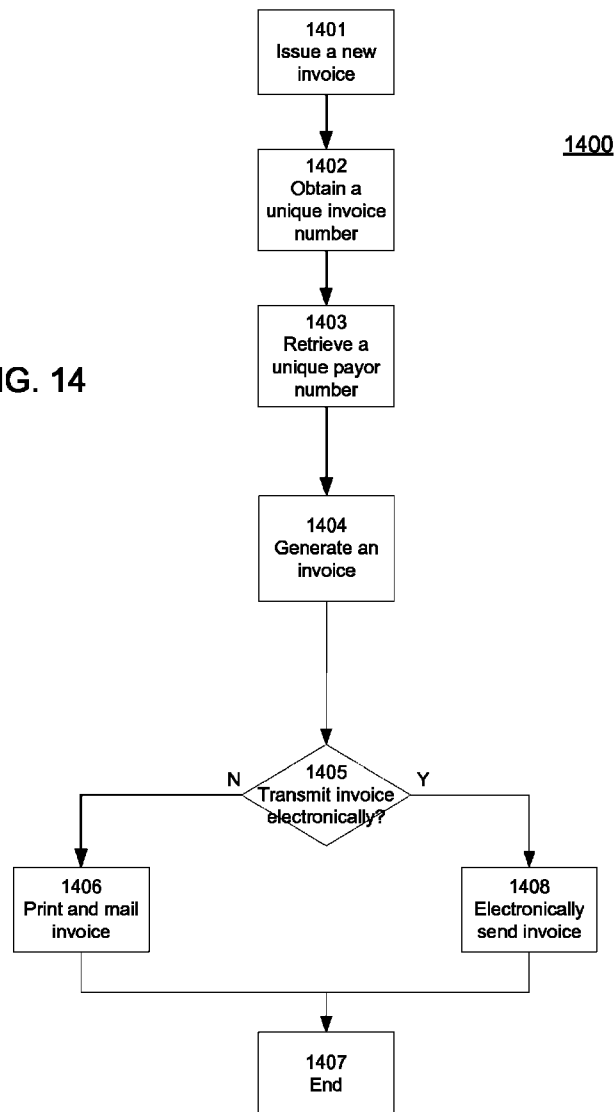 1401
Issue a new
invoice
1400
1402
Obtain a
unique invoice
number
1403
Retrieve a
unique payor
number
IG. 14
1404
Generate an
invoice
1405
Transmit invoice
electronically?
N
Y
1406
Print and mail
invoice
1408
Electronically
send invoice
1407
End